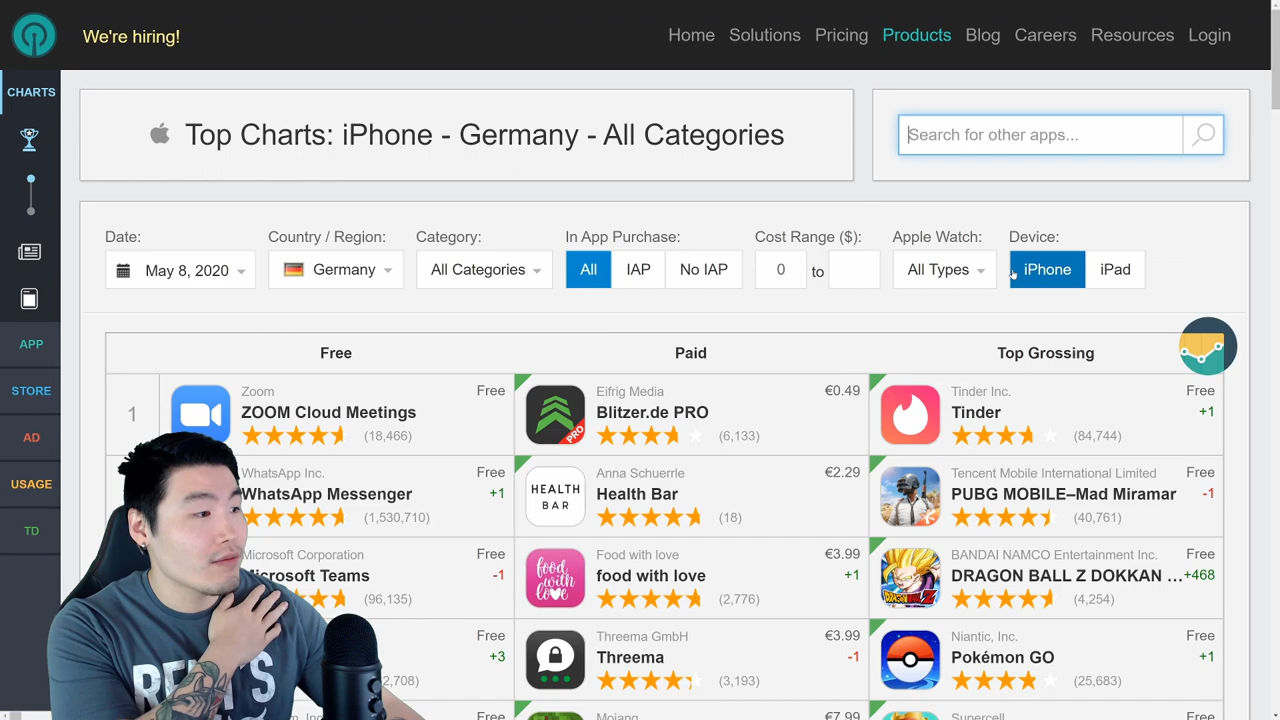 We're hiring!
Home Solutions Pricing Products Blog Careers Resources Login
CHARTS
APP
STORE
AD
USAGE
TD
Top Charts: iPhone - Germany - All Categories
Search for other apps...
Date: Country / Region: Category: In App Purchase: Cost Range ($): Apple Watch: Device:
May 8, 2020 Germany All Categories All IAP No IAP 0 to All Types iPhone iPad
Free Paid Top Grossing
1
Zoom Free
ZOOM Cloud Meetings
(18,466)
Eifrig Media €0.49
Blitzer.de PRO
(6,133)
PRO
Tinder Inc. Free
Tinder +1
(84,744)
WhatsApp Inc. Free
WhatsApp Messenger +1
(1,530,710)
HEALTH
BAR
Anna Schuerrle €2.29
Health Bar
(18)
Tencent Mobile International Limited Free
PUBG MOBILE–Mad Miramar -1
(40,761)
Microsoft Corporation Free
Microsoft Teams -1
(96,135)
food
with
love
Food with love €3.99
food with love +1
(2,776)
BANDAI NAMCO Entertainment Inc. Free
DRAGON BALL Z DOKKAN ... +468
(4,254)
Free
+3
Threema GmbH €3.99
Threema -1
(3,193)
Niantic, Inc. Free
Pokémon GO +1
(25,683)
Mojang €7.99
Supercell Free